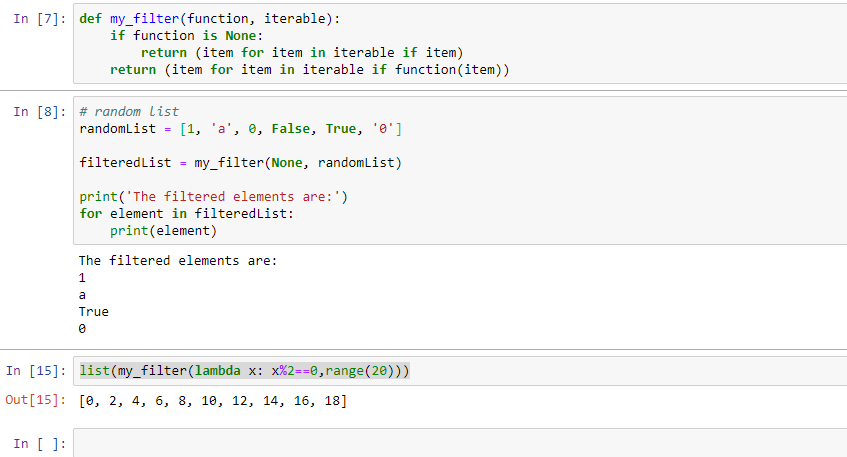 In [7]: def my_filter(function, iterable):
    if function is None:
        return (item for item in iterable if item)
    return (item for item in iterable if function(item))
In [8]: # random list
randomList = [1, 'a', 0, False, True, '0']
filteredList = my_filter(None, randomList)
print('The filtered elements are:')
for element in filteredList:
    print(element)
The filtered elements are:
1
a
True
0
In [15]: list(my_filter(lambda x: x%2==0,range(20)))
Out[15]: [0, 2, 4, 6, 8, 10, 12, 14, 16, 18]
In [ ]: